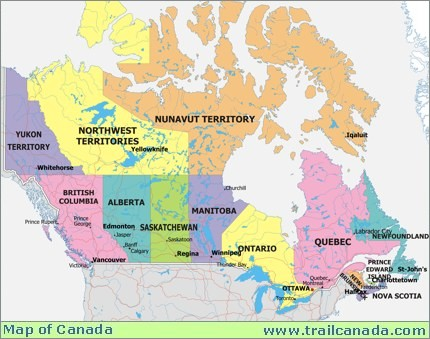 NUNAVUT TERRITORY
Iqaluit
NORTHWEST
TERRITORIES
Yellowknife
YUKON
TERRITORY
Whitehorse
BRITISH
COLUMBIA
Prince Rupert
Prince
George
Victoria
Vancouver
ALBERTA
Edmonton
Jasper
Banff
Calgary
SASKATCHEWAN
Saskatoon
Regina
MANITOBA
Churchill
Winnipeg
ONTARIO
Thunder Bay
OTTAWA
Toronto
QUEBEC
Quebec
Montreal
Labrador City
NEWFOUNDLAND
St-John's
PRINCE
EDWARD
ISLAND
Charlottetown
NEW
BRUNSWICK
Halifax
NOVA SCOTIA
Map of Canada
www.trailcanada.com